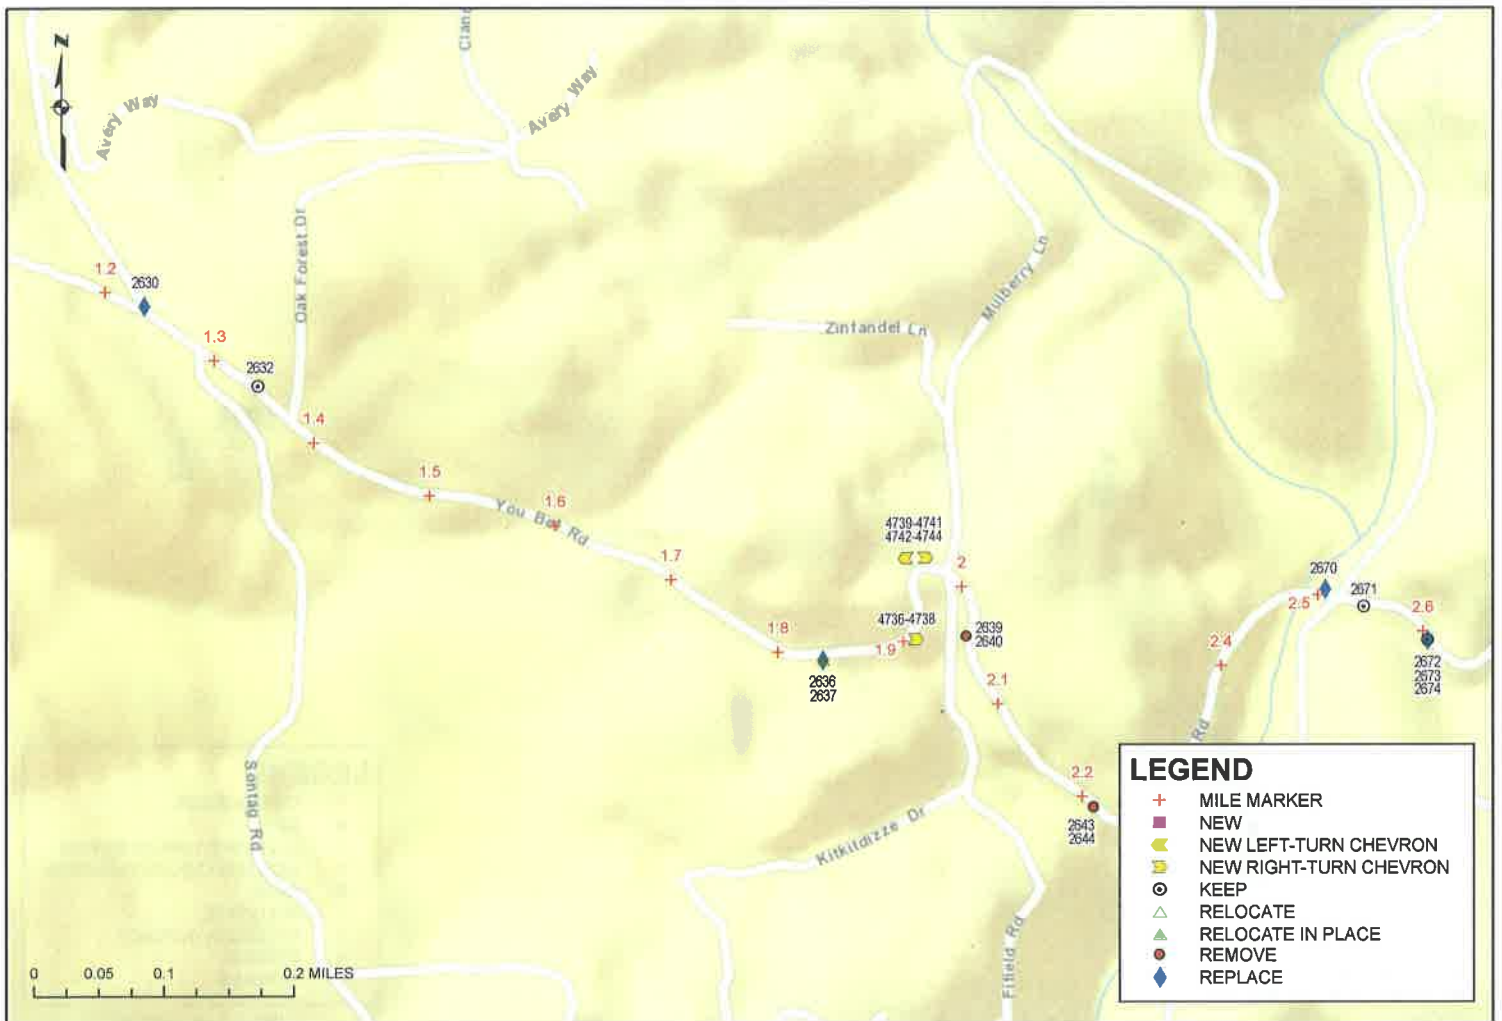 N
Clan
Avery Way
Avery Way
Oak Forest Dr
1.2
2630
1.3
2632
1.4
1.5
You Bet Rd
1.6
1.7
1.8
2636
2637
1.9
4736-4738
4739-4741
4742-4744
Zinfandel Ln
Mulberry Ln
2
2639
2640
2.1
2.2
2643
2644
2.4
2.5
2670
2671
2.6
2672
2673
2674
Rd
Sontag Rd
Kitkitdizze Dr
Fifield Rd
LEGEND
MILE MARKER
NEW
NEW LEFT-TURN CHEVRON
NEW RIGHT-TURN CHEVRON
KEEP
RELOCATE
RELOCATE IN PLACE
REMOVE
REPLACE
0 0.05 0.1 0.2 MILES